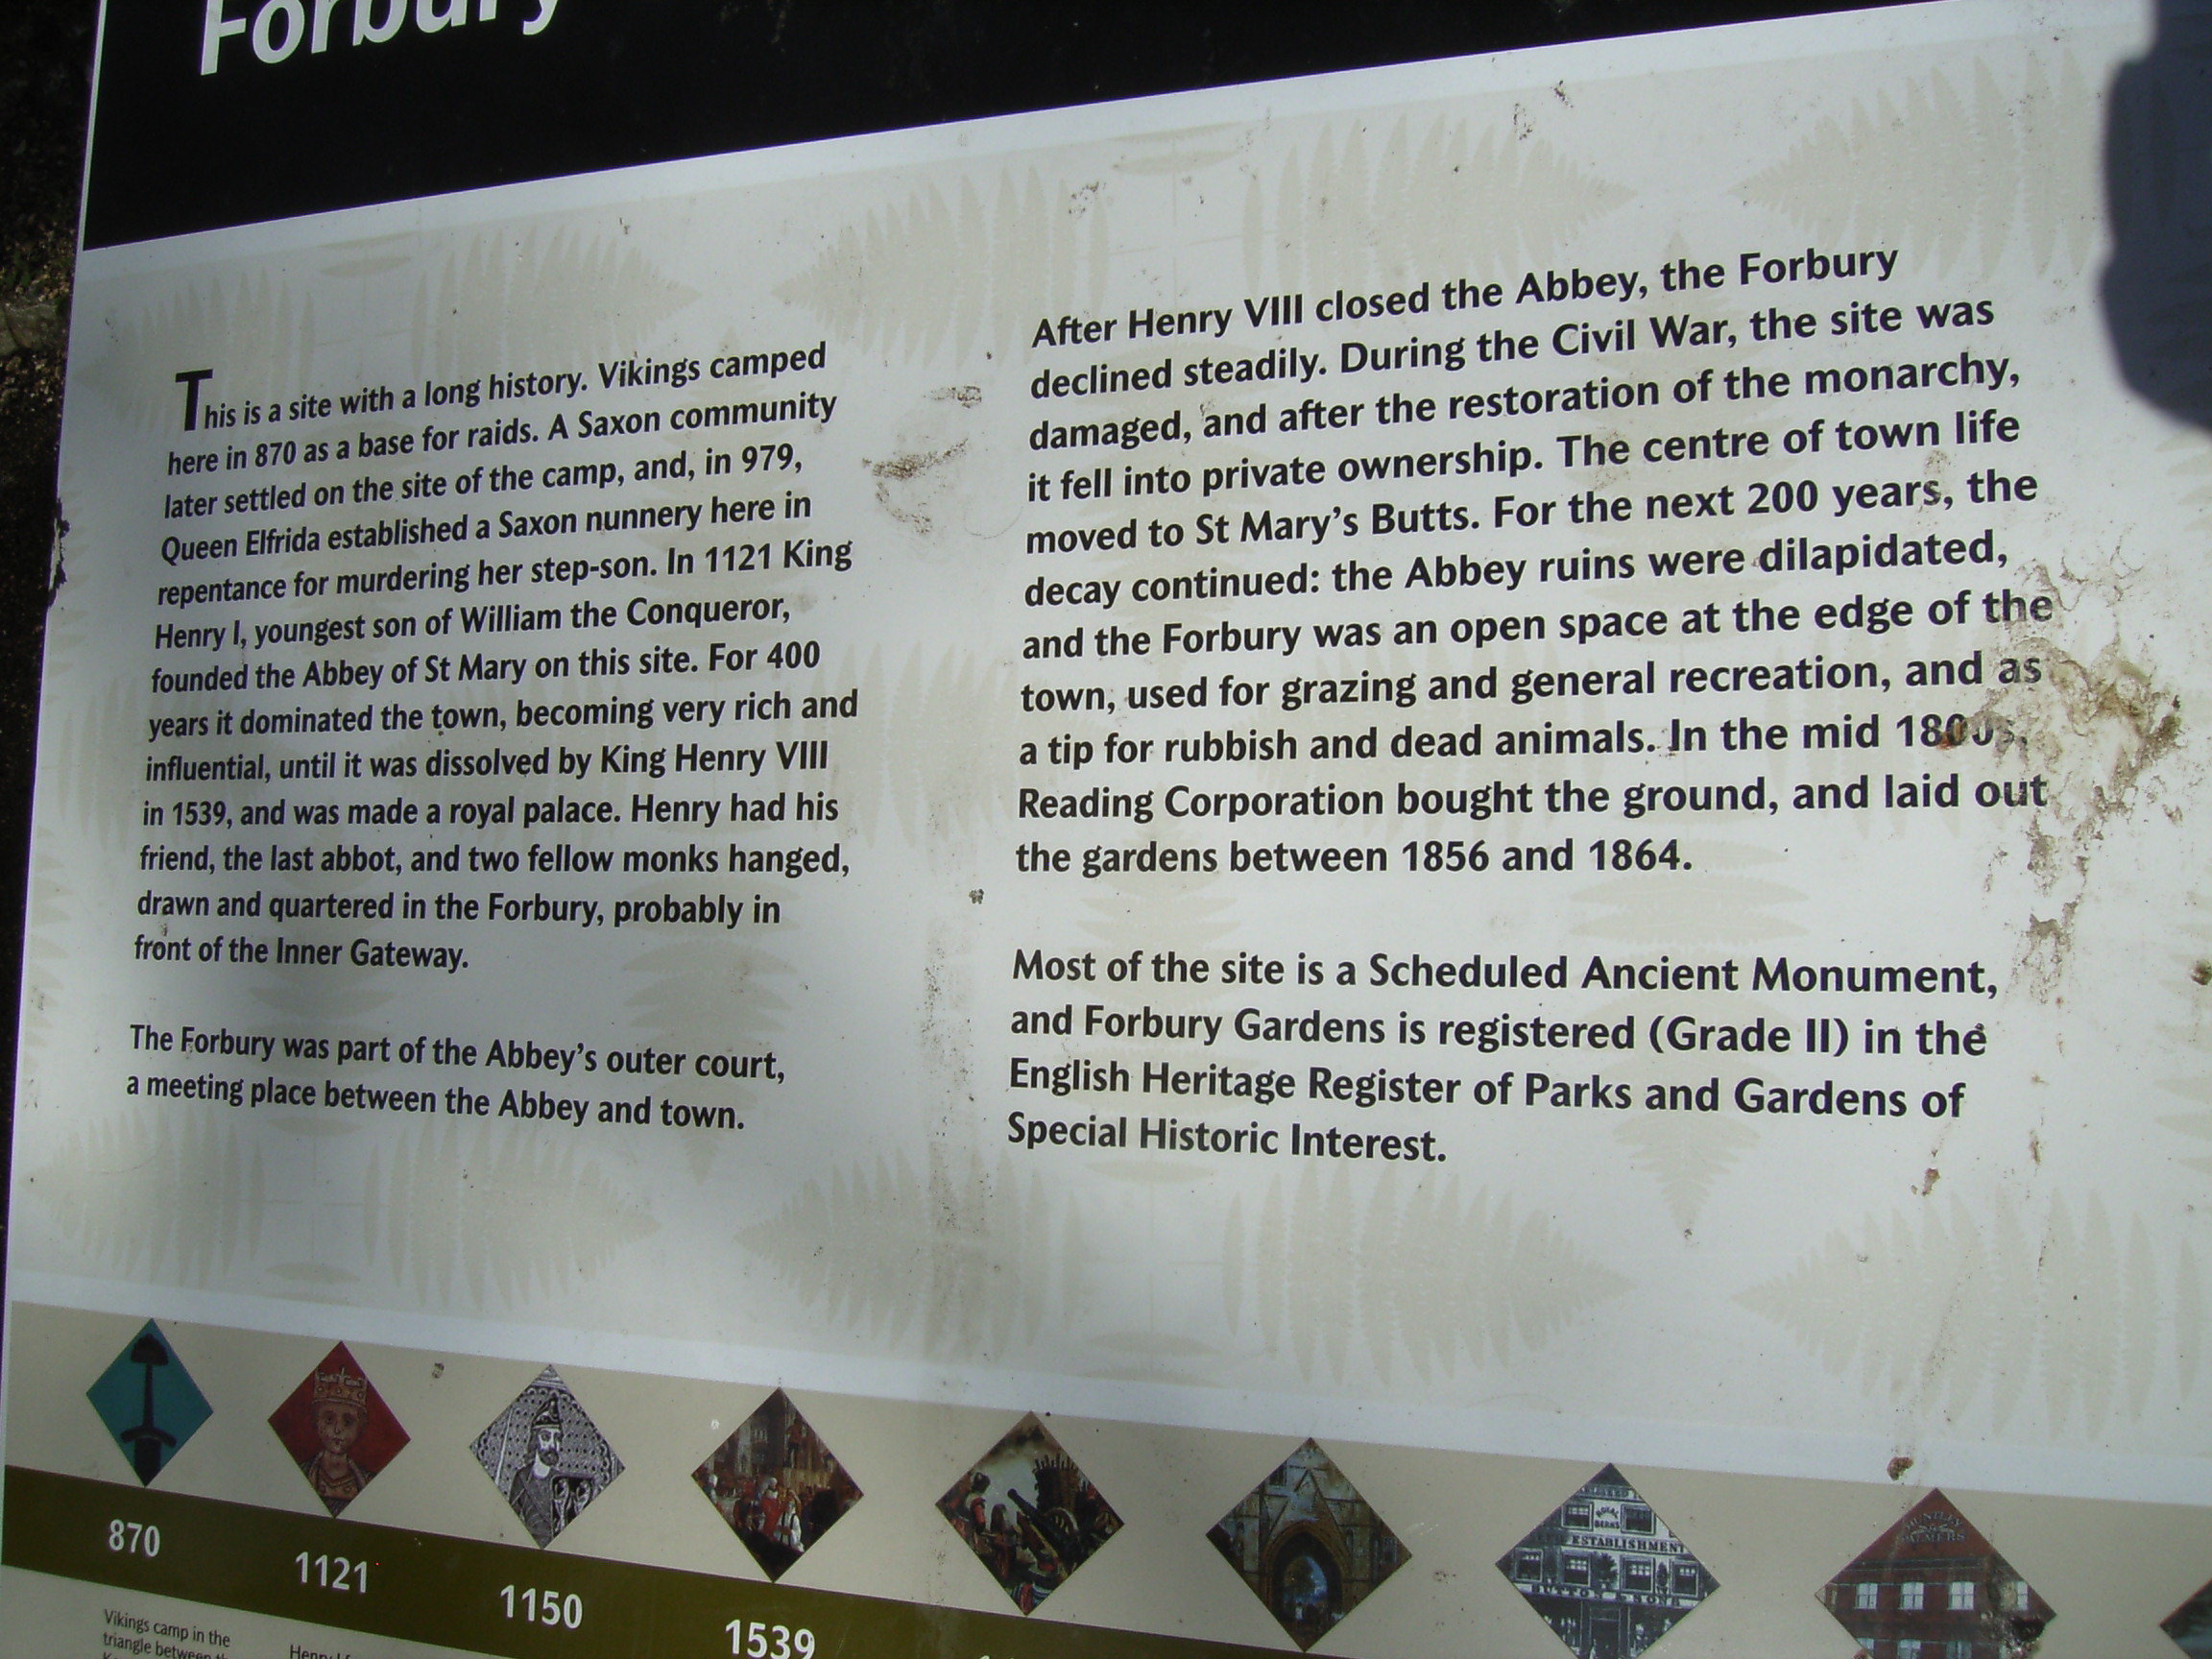 Forbury
This is a site with a long history. Vikings camped
here in 870 as a base for raids. A Saxon community
later settled on the site of the camp, and, in 979,
Queen Elfrida established a Saxon nunnery here in
repentance for murdering her step-son. In 1121 King
Henry I, youngest son of William the Conqueror,
founded the Abbey of St Mary on this site. For 400
years it dominated the town, becoming very rich and
influential, until it was dissolved by King Henry VIII
in 1539, and was made a royal palace. Henry had his
friend, the last abbot, and two fellow monks hanged,
drawn and quartered in the Forbury, probably in
front of the Inner Gateway.
The Forbury was part of the Abbey's outer court,
a meeting place between the Abbey and town.
After Henry VIII closed the Abbey, the Forbury
declined steadily. During the Civil War, the site was
damaged, and after the restoration of the monarchy,
it fell into private ownership. The centre of town life
moved to St Mary's Butts. For the next 200 years, the
decay continued: the Abbey ruins were dilapidated,
and the Forbury was an open space at the edge of the
town, used for grazing and general recreation, and as
a tip for rubbish and dead animals. In the mid 1800s,
Reading Corporation bought the ground, and laid out
the gardens between 1856 and 1864.
Most of the site is a Scheduled Ancient Monument,
and Forbury Gardens is registered (Grade II) in the
English Heritage Register of Parks and Gardens of
Special Historic Interest.
ROYAL
BERKS
ESTABLISHMENT
SUTTON & SONS
HUNTLEY
&
PALMERS
870
1121
1150
1539
Vikings camp in the
triangle between
Henry I